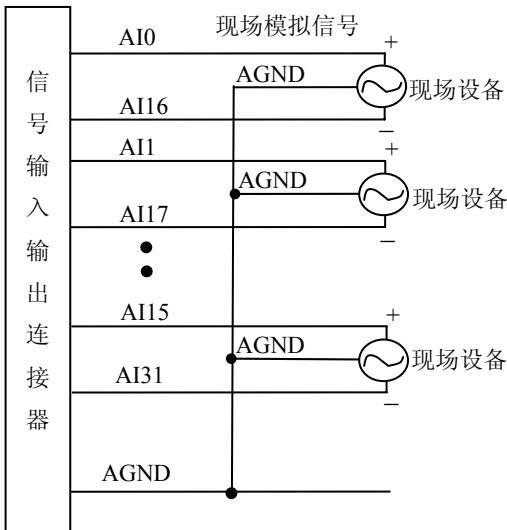 现场模拟信号
AI0
+
AGND
现场设备
AI16
−
AI1
+
AGND
现场设备
AI17
−
AI15
+
AGND
现场设备
AI31
−
AGND
信号输入输出连接器